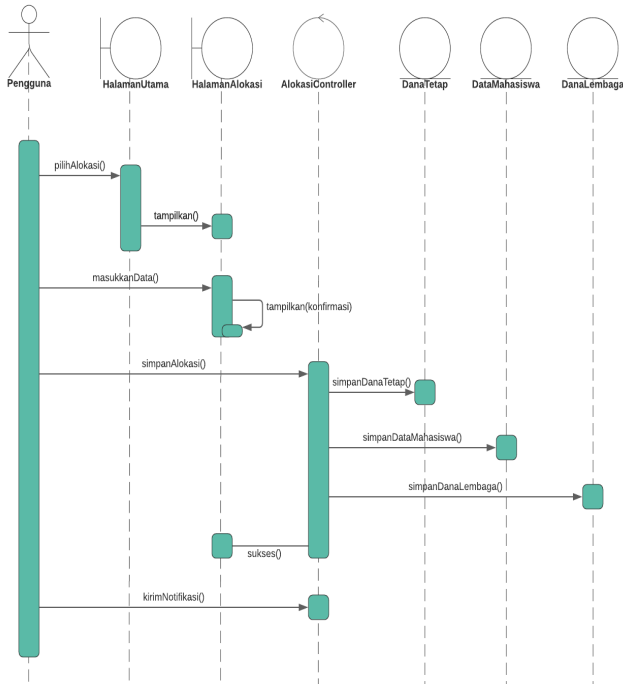 Pengguna
HalamanUtama
HalamanAlokasi
AlokasiController
DanaTetap
DataMahasiswa
DanaLembaga
pilihAlokasi()
tampilkan()
masukkanData()
tampilkan(konfirmasi)
simpanAlokasi()
simpanDanaTetap()
simpanDataMahasiswa()
simpanDanaLembaga()
sukses()
kirimNotifikasi()